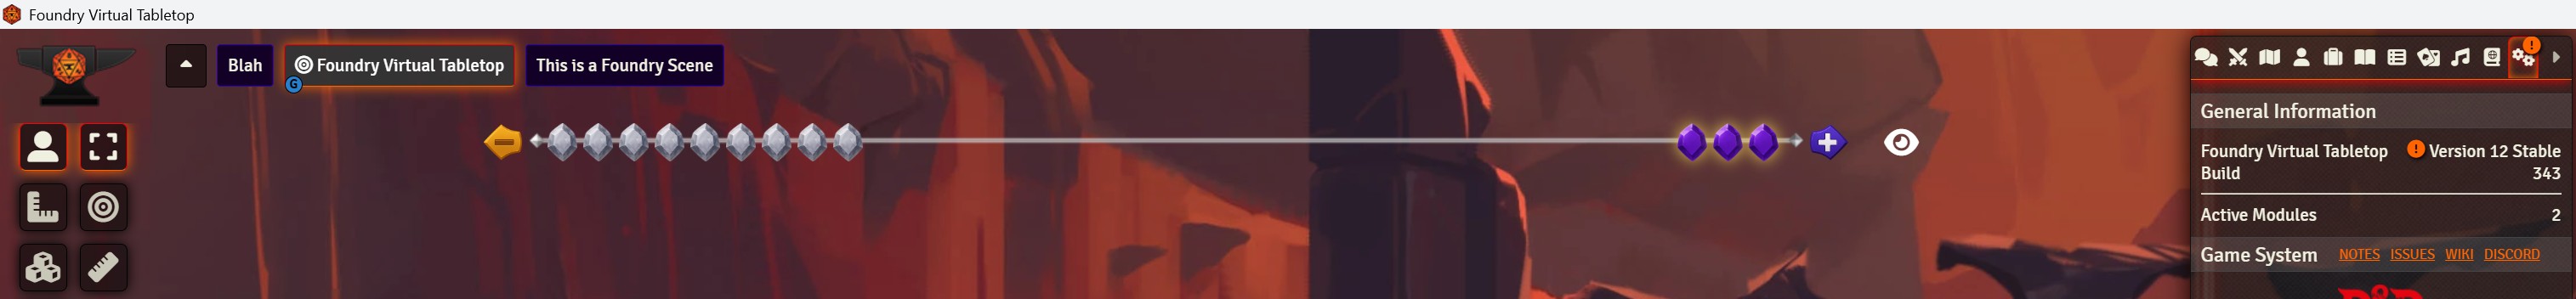 Foundry Virtual Tabletop
Blah
Foundry Virtual Tabletop
G
This is a Foundry Scene
General Information
Foundry Virtual Tabletop Build
Version 12 Stable 343
Active Modules 2
Game System NOTES ISSUES WIKI DISCORD